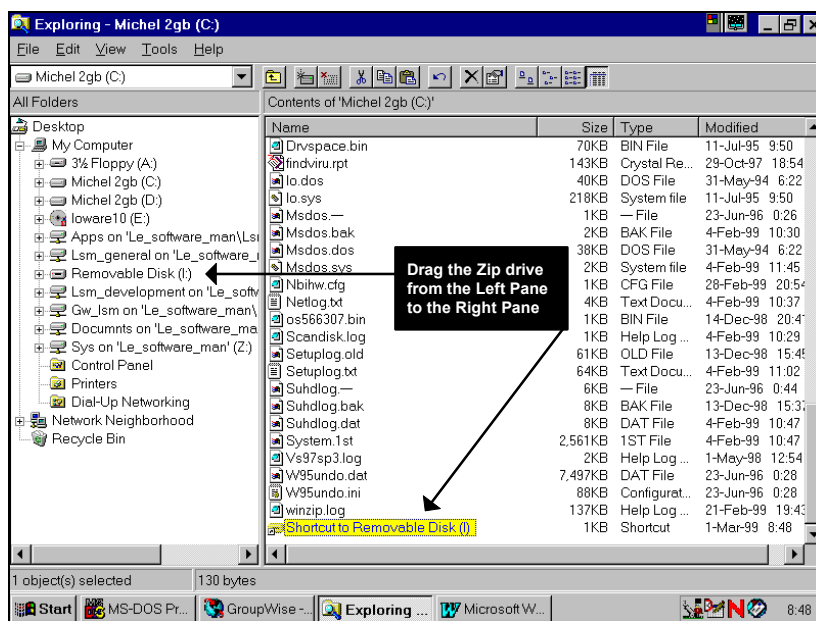 Exploring - Michel 2gb (C:)
File Edit View Tools Help
Michel 2gb (C:)
All Folders
Contents of 'Michel 2gb (C:)'
Desktop
My Computer
3½ Floppy (A:)
Michel 2gb (C:)
Michel 2gb (D:)
Ioware10 (E:)
Apps on 'Le_software_man\Ls
Lsm_general on 'Le_software_
Removable Disk (I:)
Lsm_development on 'Le_softw
Gw_lsm on 'Le_software_man\
Documnts on 'Le_software_ma
Sys on 'Le_software_man' (Z:)
Control Panel
Printers
Dial-Up Networking
Network Neighborhood
Recycle Bin
Name Size Type Modified
Drvspace.bin 70KB BIN File 11-Jul-95 9:50
findviru.rpt 143KB Crystal Re... 29-Oct-97 18:54
Io.dos 40KB DOS File 31-May-94 6:22
Io.sys 218KB System file 11-Jul-95 9:50
Msdos.— 1KB — File 23-Jun-96 0:26
Msdos.bak 2KB BAK File 4-Feb-99 10:30
Msdos.dos 38KB DOS File 31-May-94 6:22
Msdos.sys 2KB System file 4-Feb-99 11:45
Nbihw.cfg 1KB CFG File 28-Feb-99 20:54
Netlog.txt 4KB Text Docu... 4-Feb-99 10:37
os566307.bin 1KB BIN File 14-Dec-98 20:4
Scandisk.log 1KB Help Log ... 4-Feb-99 10:29
Setuplog.old 61KB OLD File 13-Dec-98 15:45
Setuplog.txt 64KB Text Docu... 4-Feb-99 11:02
Suhdlog.— 6KB — File 23-Jun-96 0:44
Suhdlog.bak 8KB BAK File 13-Dec-98 15:37
Suhdlog.dat 8KB DAT File 4-Feb-99 10:47
System.1st 2,561KB 1ST File 4-Feb-99 10:47
Vs97sp3.log 2KB Help Log ... 1-May-98 12:54
W95undo.dat 7,497KB DAT File 23-Jun-96 0:28
W95undo.ini 88KB Configurat... 23-Jun-96 0:28
winzip.log 137KB Help Log ... 21-Feb-99 19:43
Shortcut to Removable Disk (I) 1KB Shortcut 1-Mar-99 8:48
Drag the Zip drive
from the Left Pane
to the Right Pane
1 object(s) selected 130 bytes
Start MS-DOS Pr... GroupWise -... Exploring ... Microsoft W... 8:48